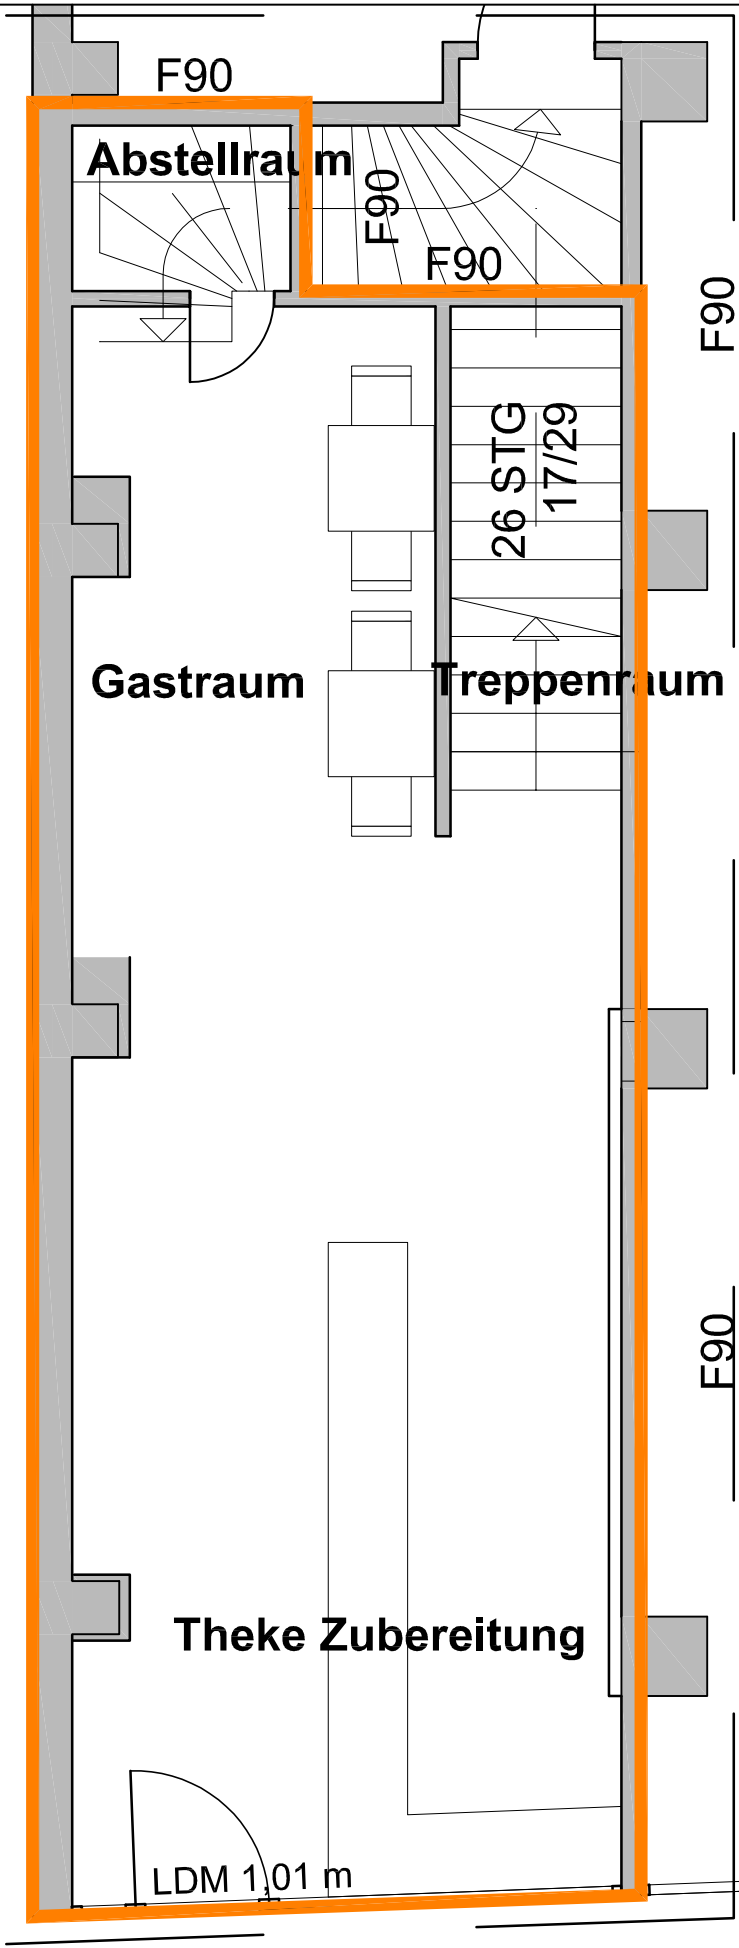 F90
Abstellraum
F90
F90
F90
26 STG
17/29
Gastraum
Treppenraum
F90
Theke Zubereitung
LDM 1,01 m